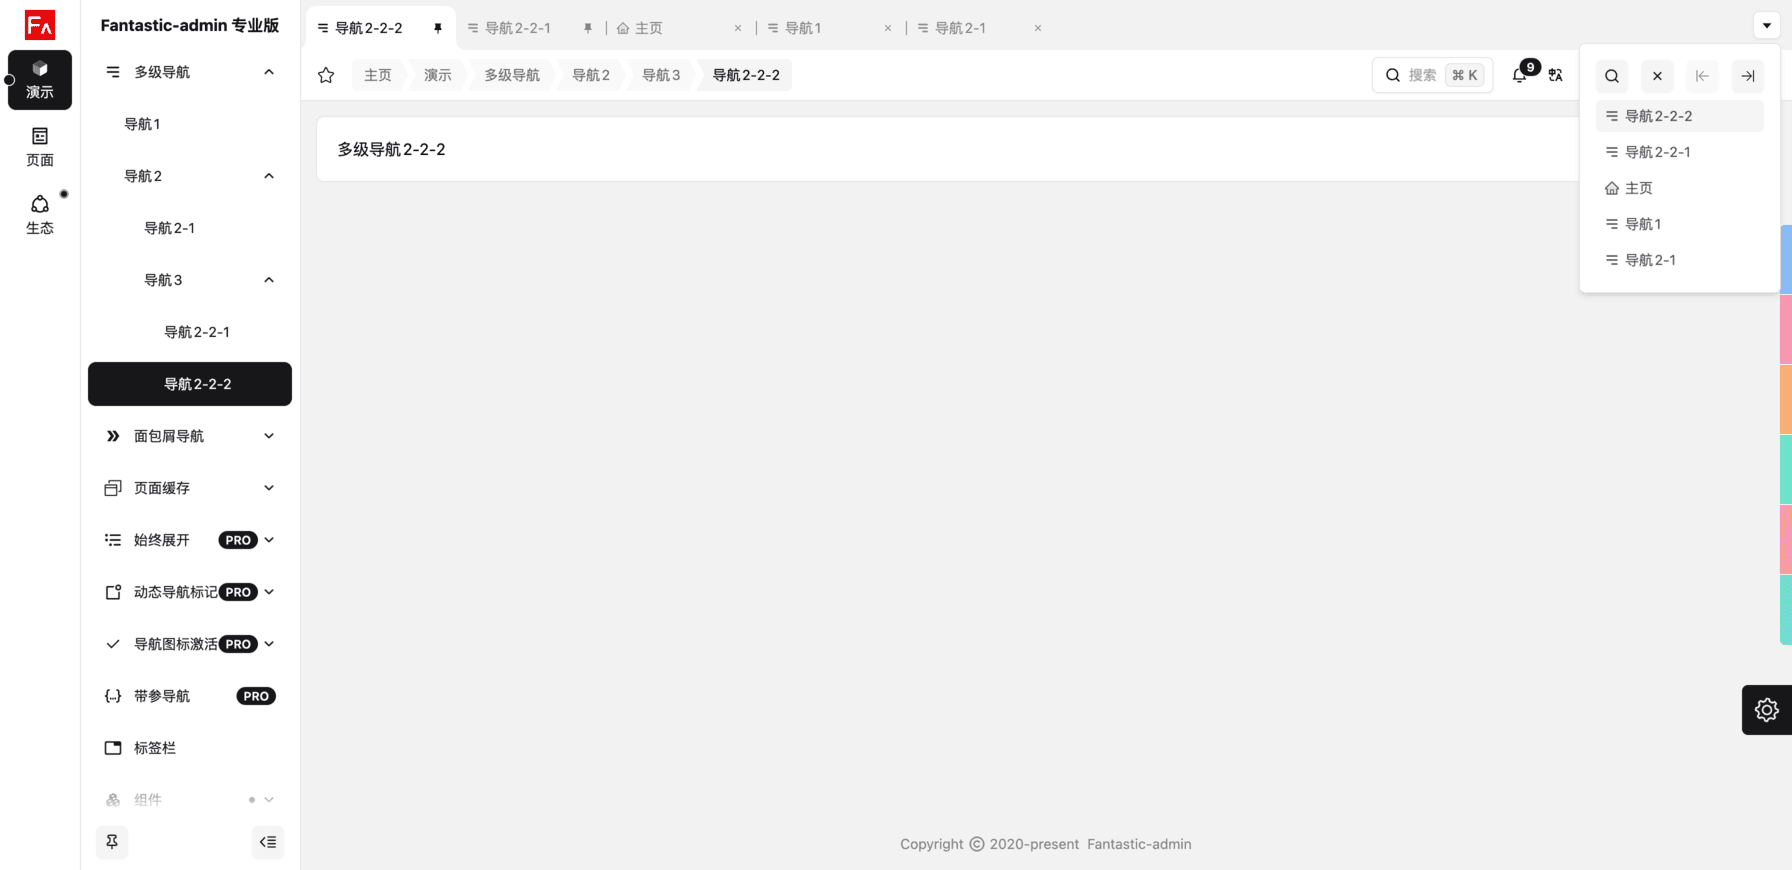 FA
演示
页面
生态
Fantastic-admin 专业版
多级导航
导航1
导航2
导航2-1
导航3
导航2-2-1
导航2-2-2
面包屑导航
页面缓存
始终展开 PRO
动态导航标记 PRO
导航图标激活 PRO
带参导航 PRO
标签栏
组件
导航2-2-2
导航2-2-1
主页
导航1
导航2-1
主页
演示
多级导航
导航2
导航3
导航2-2-2
搜索 ⌘ K
9
多级导航2-2-2
导航2-2-2
导航2-2-1
主页
导航1
导航2-1
Copyright © 2020-present Fantastic-admin